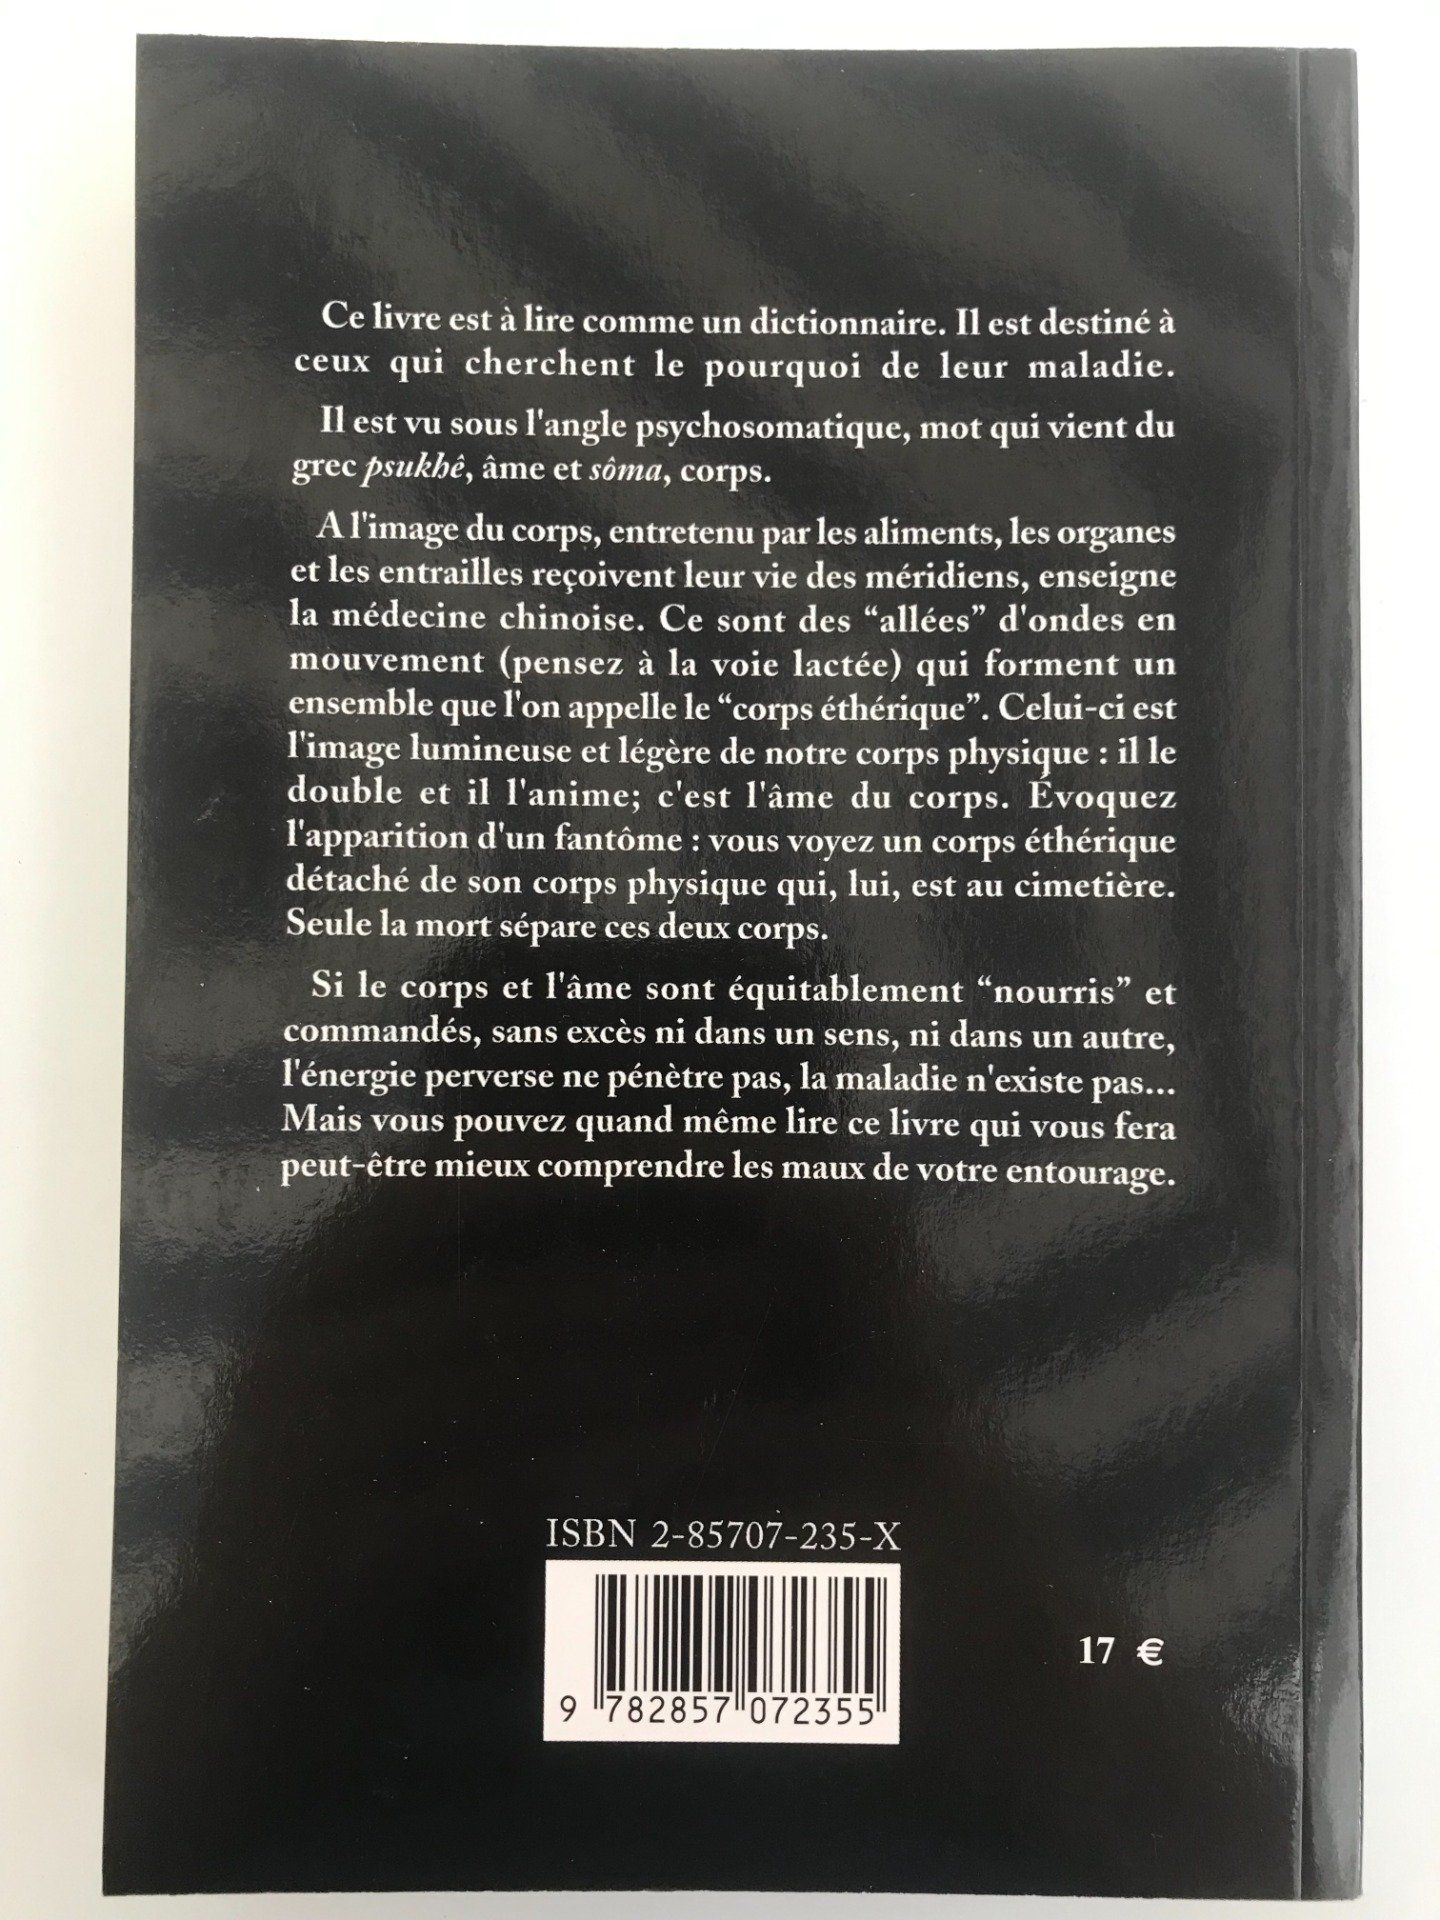 Ce livre est à lire comme un dictionnaire. Il est destiné à
ceux qui cherchent le pourquoi de leur maladie.
Il est vu sous l'angle psychosomatique, mot qui vient du
grec psukhê, âme et sôma, corps.
A l'image du corps, entretenu par les aliments, les organes
et les entrailles reçoivent leur vie des méridiens, enseigne
la médecine chinoise. Ce sont des “allées” d'ondes en
mouvement (pensez à la voie lactée) qui forment un
ensemble que l'on appelle le “corps éthérique”. Celui-ci est
l'image lumineuse et légère de notre corps physique : il le
double et il l'anime; c'est l'âme du corps. Évoquez
l'apparition d'un fantôme : vous voyez un corps éthérique
détaché de son corps physique qui, lui, est au cimetière.
Seule la mort sépare ces deux corps.
Si le corps et l'âme sont équitablement “nourris” et
commandés, sans excès ni dans un sens, ni dans un autre,
l'énergie perverse ne pénètre pas, la maladie n'existe pas...
Mais vous pouvez quand même lire ce livre qui vous fera
peut-être mieux comprendre les maux de votre entourage.
ISBN 2-85707-235-X
9 782857 072355
17 €